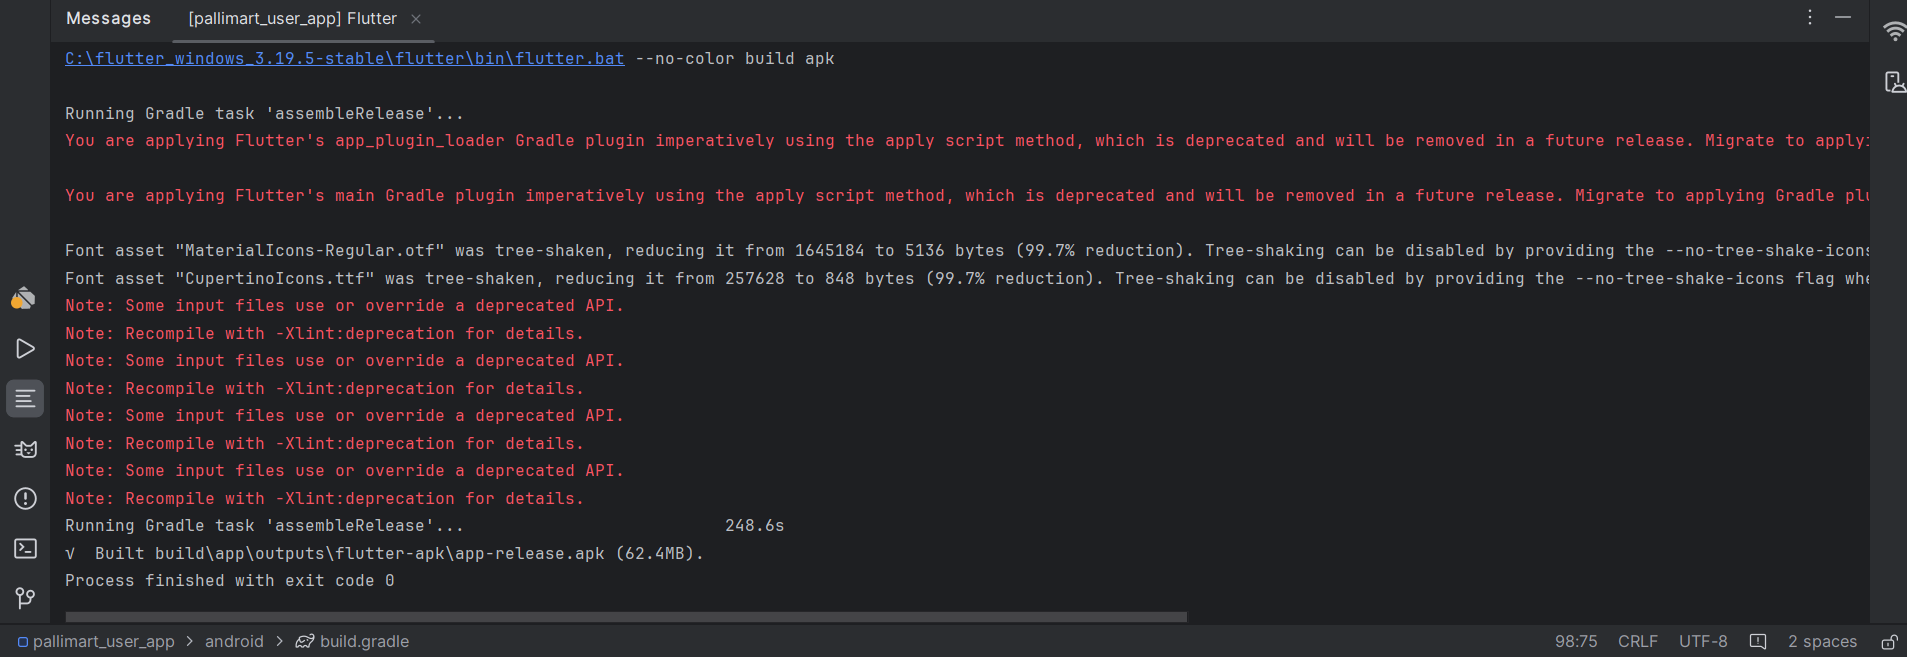 Messages
[pallimart_user_app] Flutter
C:\flutter_windows_3.19.5-stable\flutter\bin\flutter.bat --no-color build apk
Running Gradle task 'assembleRelease'...
You are applying Flutter's app_plugin_loader Gradle plugin imperatively using the apply script method, which is deprecated and will be removed in a future release. Migrate to applyi
You are applying Flutter's main Gradle plugin imperatively using the apply script method, which is deprecated and will be removed in a future release. Migrate to applying Gradle plu
Font asset "MaterialIcons-Regular.otf" was tree-shaken, reducing it from 1645184 to 5136 bytes (99.7% reduction). Tree-shaking can be disabled by providing the --no-tree-shake-icons
Font asset "CupertinoIcons.ttf" was tree-shaken, reducing it from 257628 to 848 bytes (99.7% reduction). Tree-shaking can be disabled by providing the --no-tree-shake-icons flag whe
Note: Some input files use or override a deprecated API.
Note: Recompile with -Xlint:deprecation for details.
Note: Some input files use or override a deprecated API.
Note: Recompile with -Xlint:deprecation for details.
Note: Some input files use or override a deprecated API.
Note: Recompile with -Xlint:deprecation for details.
Note: Some input files use or override a deprecated API.
Note: Recompile with -Xlint:deprecation for details.
Running Gradle task 'assembleRelease'... 248.6s
√ Built build\app\outputs\flutter-apk\app-release.apk (62.4MB).
Process finished with exit code 0
pallimart_user_app > android > build.gradle
98:75 CRLF UTF-8 2 spaces